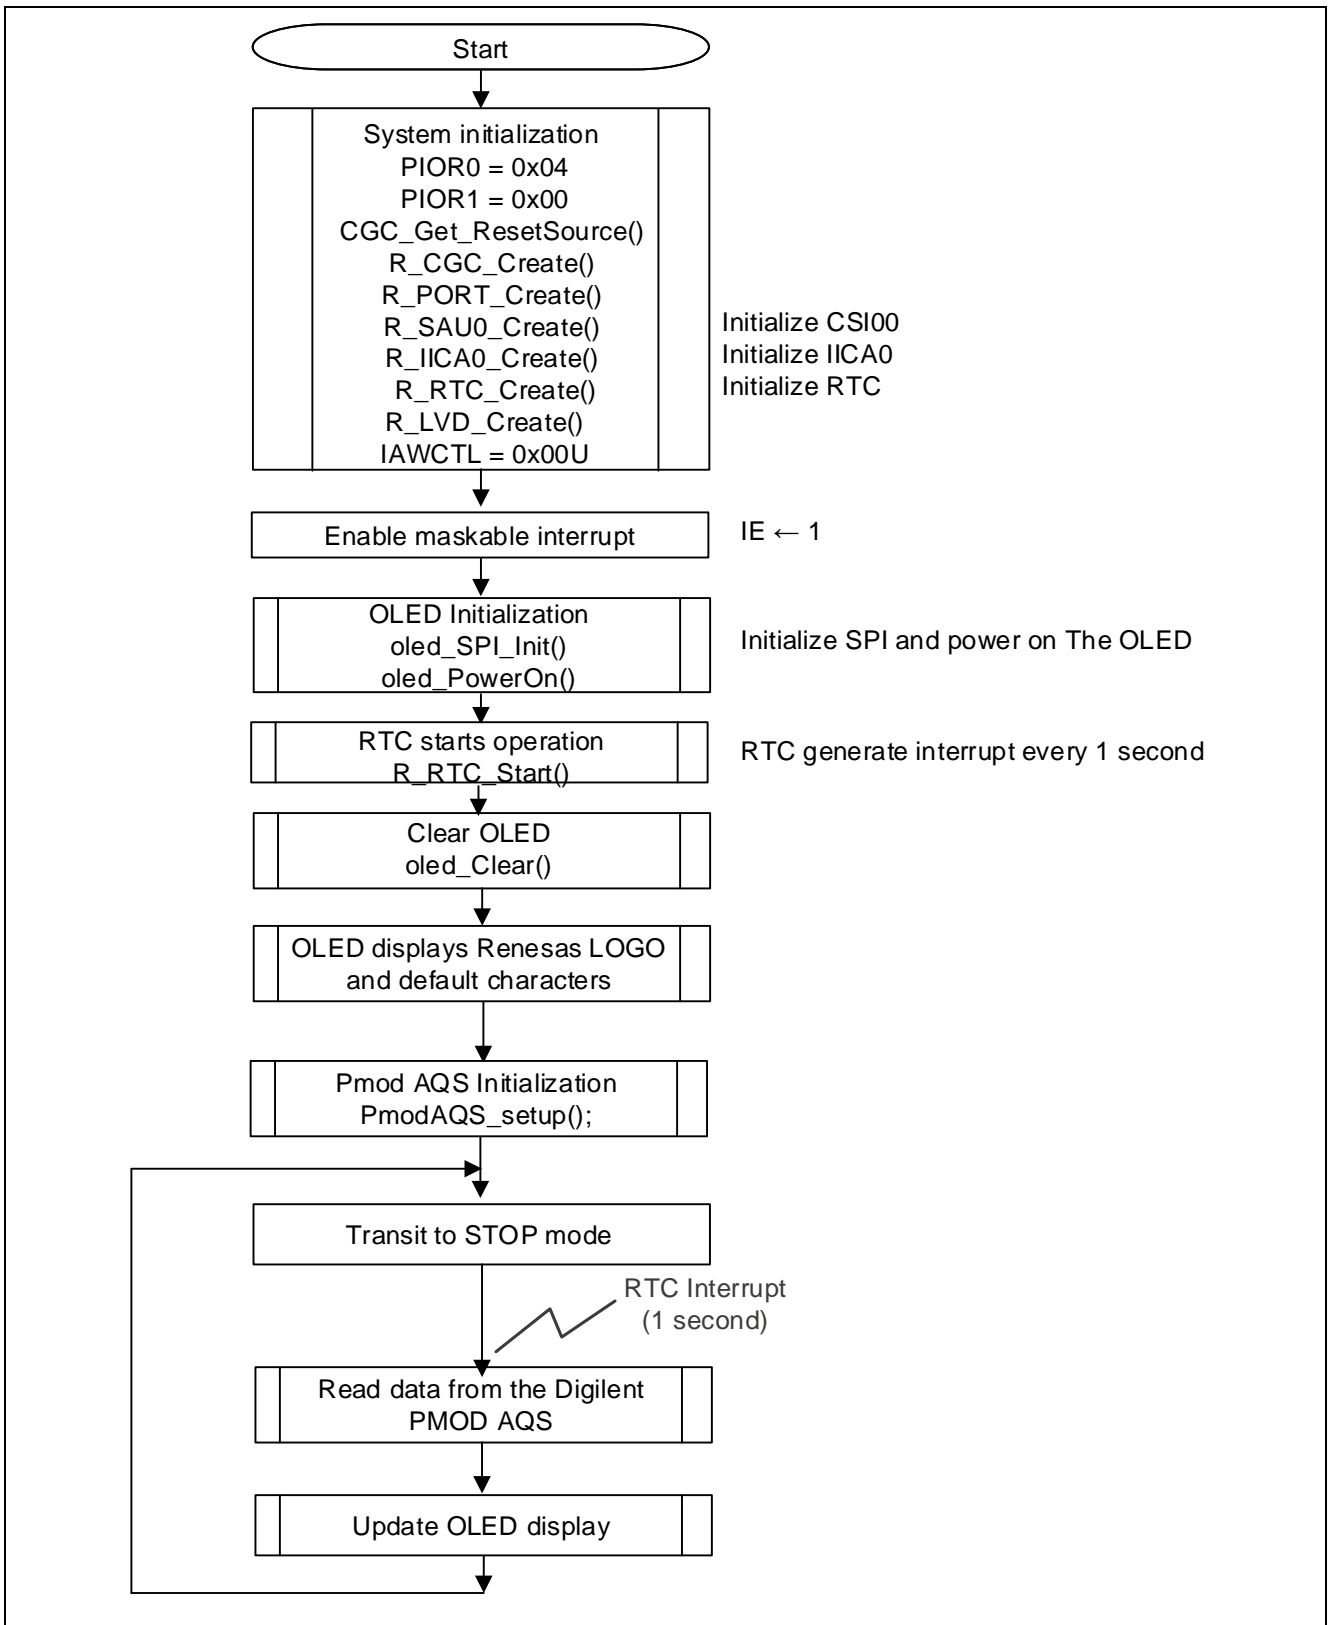 Start
System initialization
PIOR0 = 0x04
PIOR1 = 0x00
CGC_Get_ResetSource()
R_CGC_Create()
R_PORT_Create()
R_SAU0_Create()
R_IICA0_Create()
R_RTC_Create()
R_LVD_Create()
IAWCTL = 0x00U
Initialize CSI00
Initialize IICA0
Initialize RTC
Enable maskable interrupt
IE ← 1
OLED Initialization
oled_SPI_Init()
oled_PowerOn()
Initialize SPI and power on The OLED
RTC starts operation
R_RTC_Start()
RTC generate interrupt every 1 second
Clear OLED
oled_Clear()
OLED displays Renesas LOGO
and default characters
Pmod AQS Initialization
PmodAQS_setup();
Transit to STOP mode
RTC Interrupt
(1 second)
Read data from the Digilent
PMOD AQS
Update OLED display